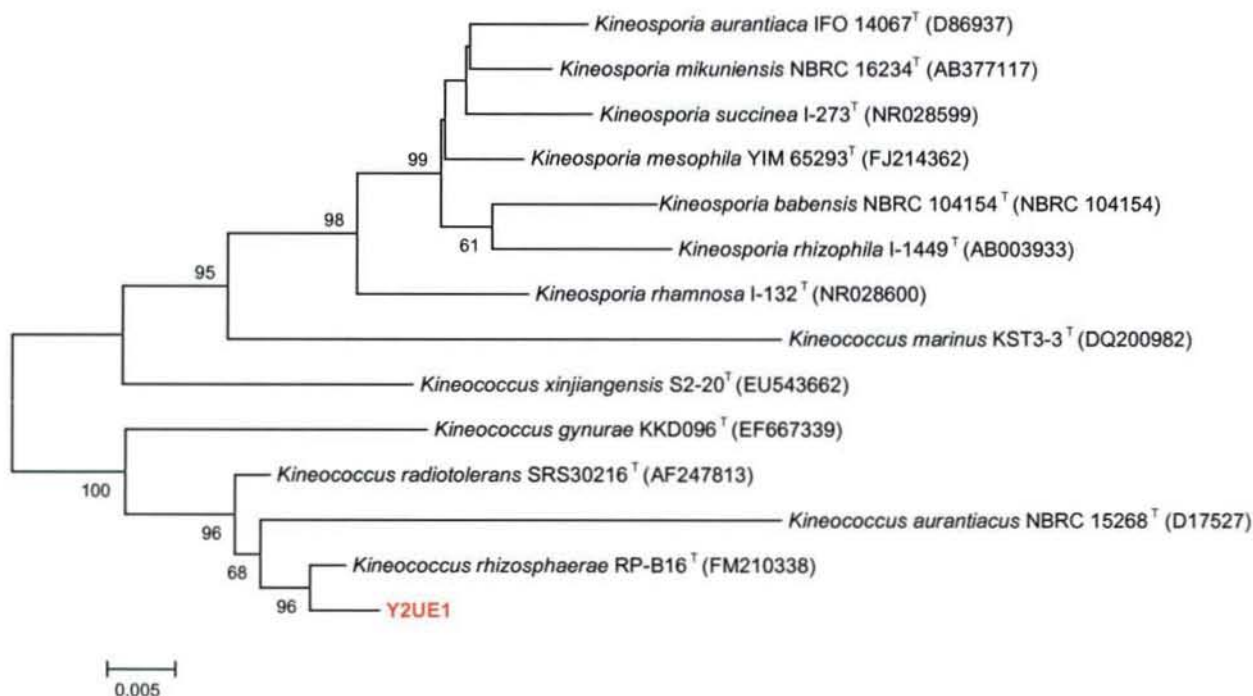 Kineosporia aurantiaca IFO 14067ᵀ (D86937)
Kineosporia mikuniensis NBRC 16234ᵀ (AB377117)
Kineosporia succinea I-273ᵀ (NR028599)
99
Kineosporia mesophila YIM 65293ᵀ (FJ214362)
Kineosporia babensis NBRC 104154ᵀ (NBRC 104154)
98
61
Kineosporia rhizophila I-1449ᵀ (AB003933)
95
Kineosporia rhamnosa I-132ᵀ (NR028600)
Kineococcus marinus KST3-3ᵀ (DQ200982)
Kineococcus xinjiangensis S2-20ᵀ (EU543662)
Kineococcus gynurae KKD096ᵀ (EF667339)
100
Kineococcus radiotolerans SRS30216ᵀ (AF247813)
96
Kineococcus aurantiacus NBRC 15268ᵀ (D17527)
68
Kineococcus rhizosphaerae RP-B16ᵀ (FM210338)
96
Y2UE1
0.005